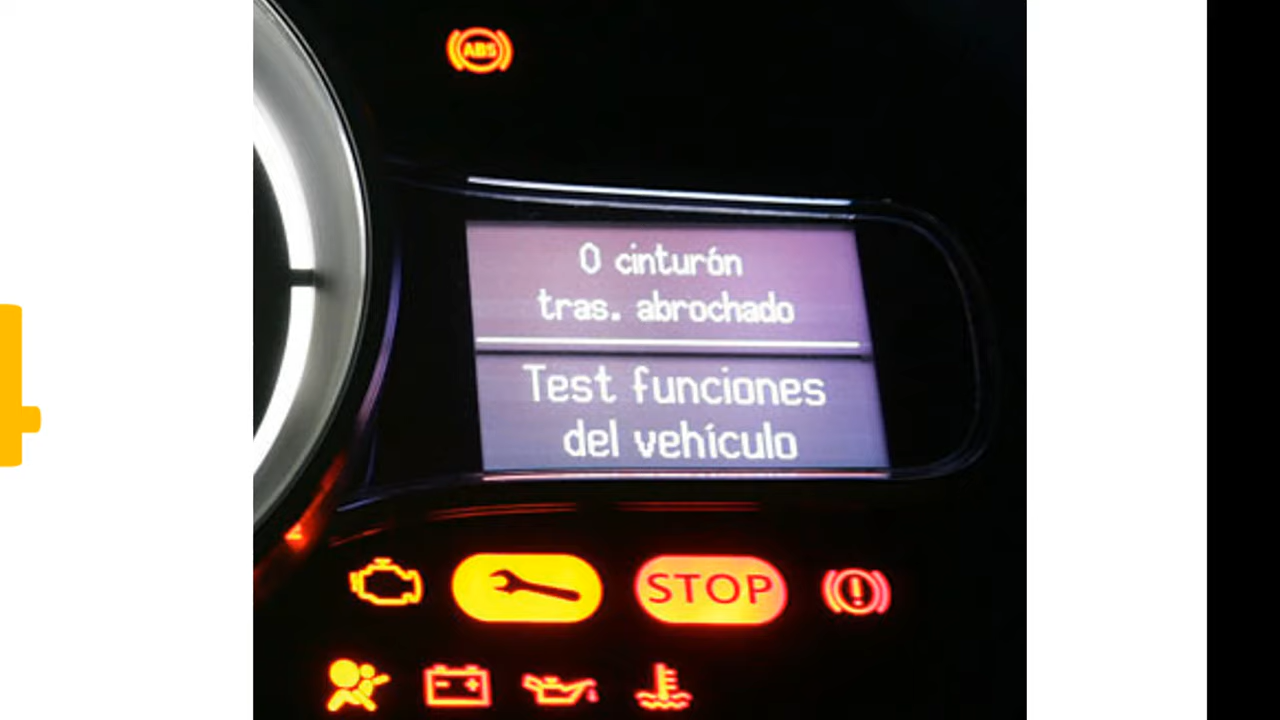 ABS
0 cinturón
tras. abrochado
Test funciones
del vehículo
STOP